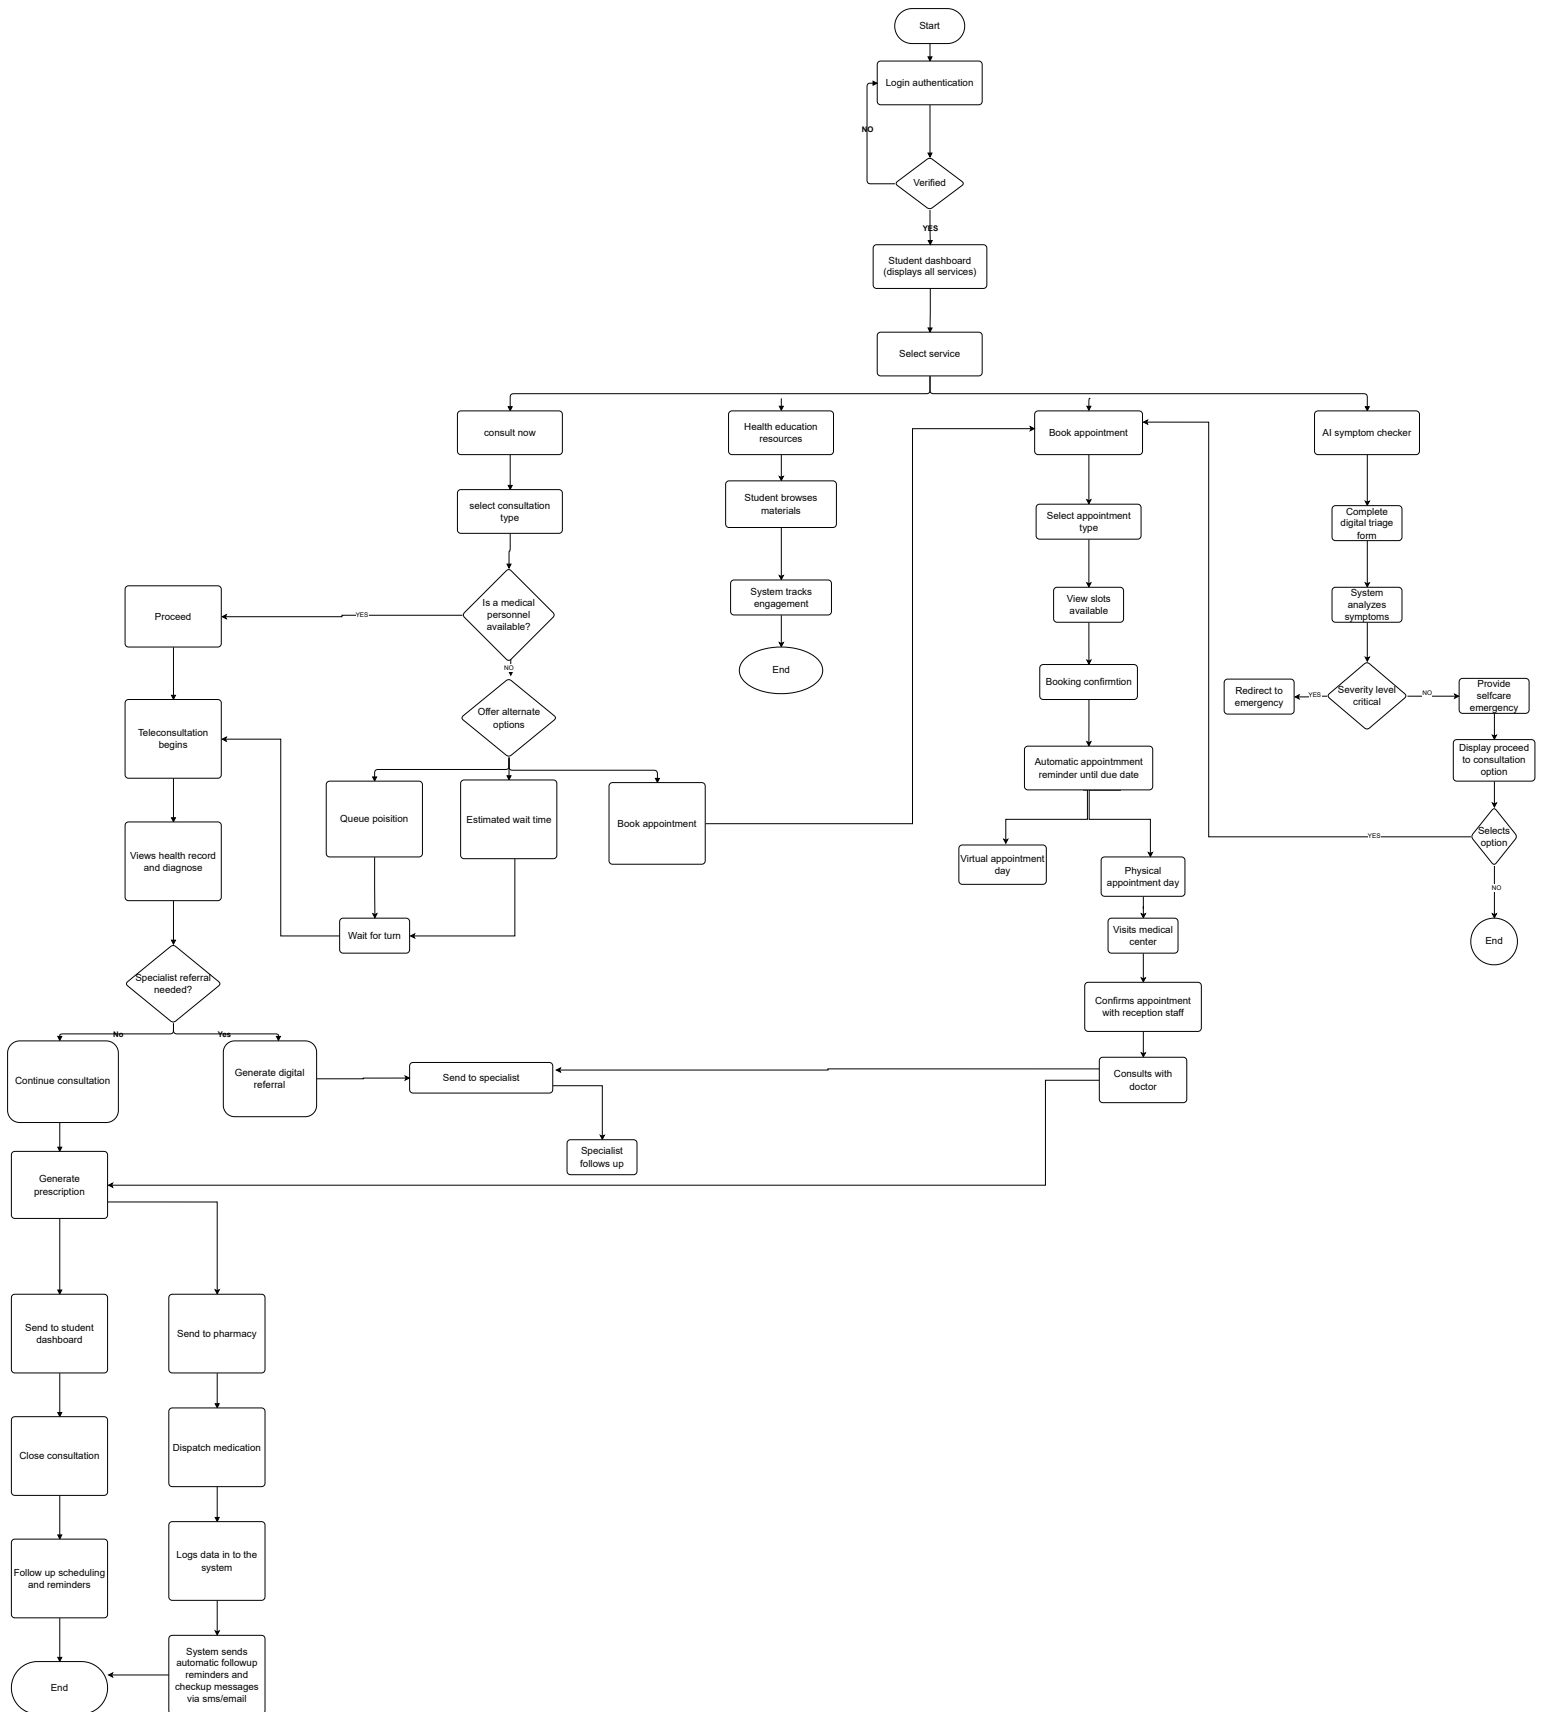 Start
Login authentication
NO
Verified
YES
Student dashboard
(displays all services)
Select service
consult now
Health education
resources
Book appointment
AI symptom checker
select consultation
type
Student browses
materials
Select appointment
type
Complete
digital triage
form
Is a medical
personnel
available?
YES
Proceed
System tracks
engagement
View slots
available
System
analyzes
symptoms
NO
End
Booking confirmtion
Redirect to
emergency
YES
Severity level
critical
NO
Provide
selfcare
emergency
Offer alternate
options
Teleconsultation
begins
Automatic appointmment
reminder until due date
Display proceed
to consultation
option
Queue poisition
Estimated wait time
Book appointment
YES
Selects
option
Views health record
and diagnose
Virtual appointment
day
Physical
appointment day
NO
Wait for turn
Visits medical
center
End
Specialist referral
needed?
Confirms appointment
with reception staff
No
Yes
Continue consultation
Generate digital
referral
Send to specialist
Consults with
doctor
Specialist
follows up
Generate
prescription
Send to student
dashboard
Send to pharmacy
Close consultation
Dispatch medication
Logs data in to the
system
Follow up scheduling
and reminders
System sends
automatic followup
reminders and
checkup messages
via sms/email
End